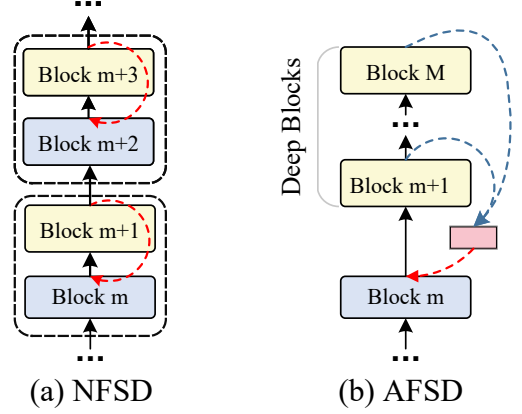 ...
Block m+3
Block m+2
Block m+1
Block m
...
(a) NFSD
Deep Blocks
Block M
...
Block m+1
Block m
...
(b) AFSD